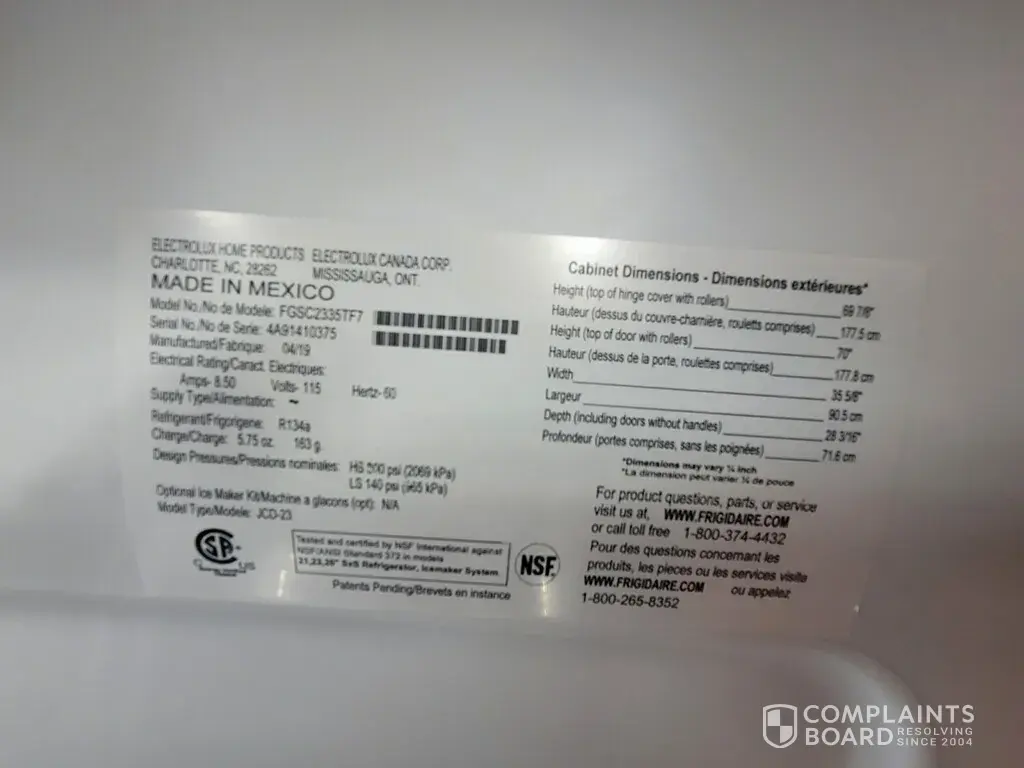 ELECTROLUX HOME PRODUCTS ELECTROLUX CANADA CORP.
CHARLOTTE, NC, 28262 MISSISSAUGA, ONT.
MADE IN MEXICO
Model No./No de Modele: FGSC2335TF7
Serial No./No de Serie: 4A91410375
Manufactured/Fabrique: 04/19
Electrical Rating/Caract. Electriques:
Amps- 8.50 Volts- 115 Hertz- 60
Supply Type/Alimentation: ~
Refrigerant/Frigorigene: R134a
Charge/Charge: 5.75 oz. 163 g.
Design Pressures/Pressions nominales: HS 300 psi (2069 kPa)
LS 140 psi (965 kPa)
Optional Ice Maker Kit/Machine a glacons (opt): N/A
Model Type/Modele: JCD-23
SA US
Tested and certified by NSF International against
NSF/ANSI Standard 372 in models
21,23,26" SxS Refrigerator, Icemaker System
NSF.
Patents Pending/Brevets en instance
Cabinet Dimensions - Dimensions extérieures*
Height (top of hinge cover with rollers) 69 7/8"
Hauteur (dessus du couvre-charnière, rouletts comprises) 177.5 cm
Height (top of door with rollers) 70"
Hauteur (dessus de la porte, roulettes comprises) 177.8 cm
Width 35 5/8"
Largeur 90.5 cm
Depth (including doors without handles) 28 3/16"
Profondeur (portes comprises, sans les poignées) 71.6 cm
*Dimensions may vary ¼ inch
*La dimension peut varier ¼ de pouce
For product questions, parts, or service
visit us at, WWW.FRIGIDAIRE.COM
or call toll free 1-800-374-4432
Pour des questions concernant les
produits, les pieces ou les services visite
WWW.FRIGIDAIRE.COM ou appelez
1-800-265-8352
COMPLAINTS
BOARD RESOLVING
SINCE 2004